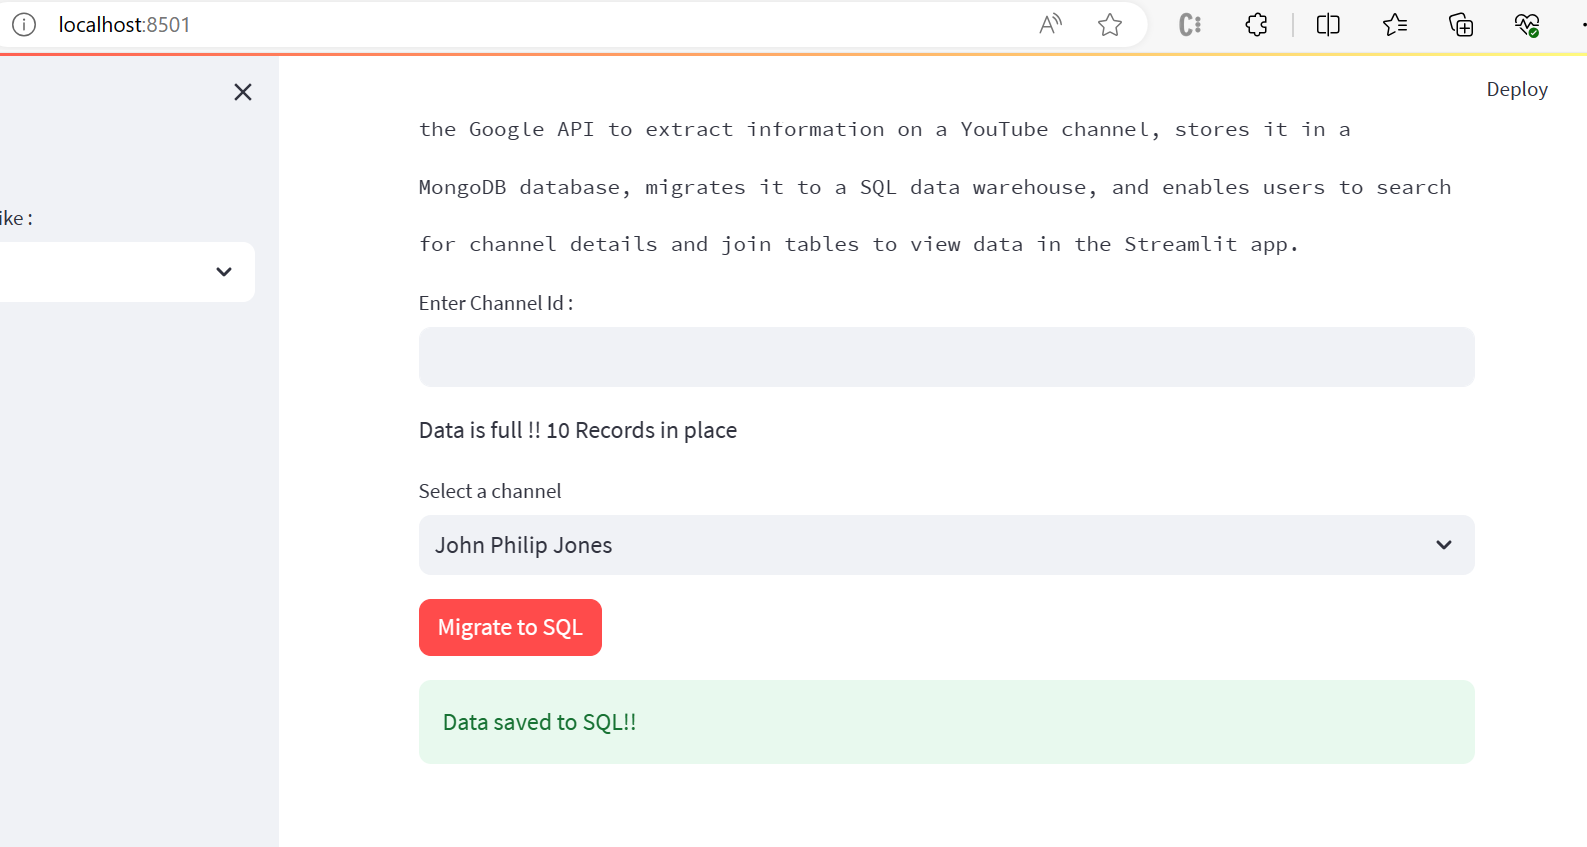 localhost:8501
Deploy
the Google API to extract information on a YouTube channel, stores it in a
MongoDB database, migrates it to a SQL data warehouse, and enables users to search
for channel details and join tables to view data in the Streamlit app.
ike :
Enter Channel Id :
Data is full !! 10 Records in place
Select a channel
John Philip Jones
Migrate to SQL
Data saved to SQL!!